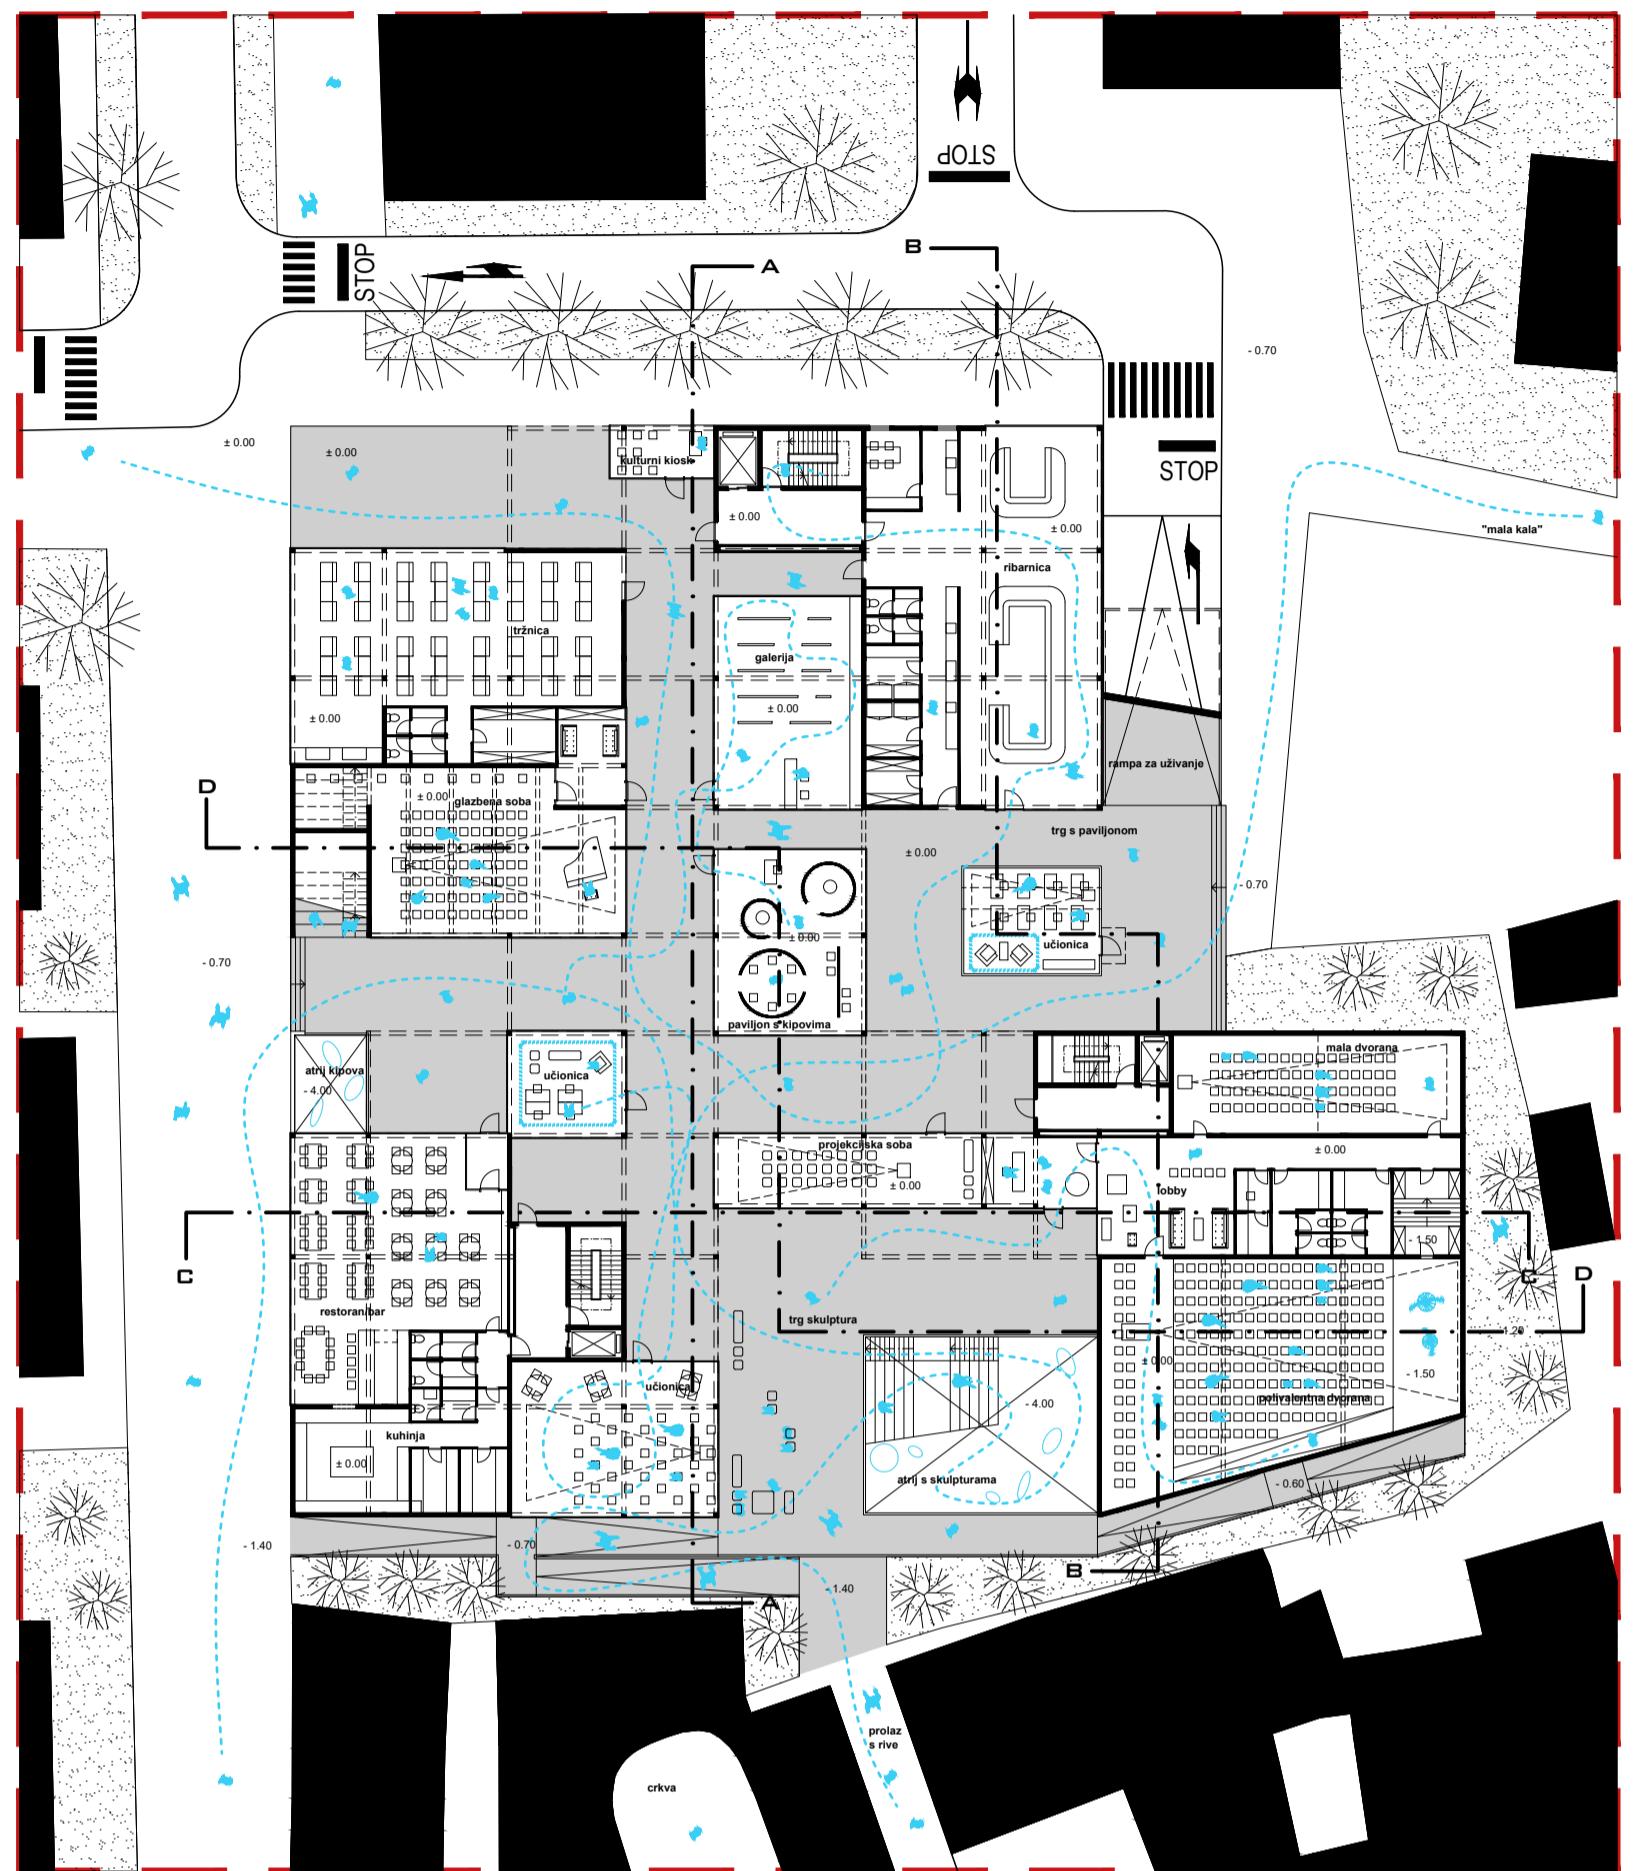 STOP
B
A
STOP
- 0.70
± 0.00
± 0.00
kulturni kiosk
STOP
± 0.00
± 0.00
"mala kala"
ribarnica
tržnica
galerija
± 0.00
± 0.00
rampa za uživanje
D
± 0.00
glazbena soba
trg s paviljonom
± 0.00
- 0.70
± 0.00
učionica
- 0.70
paviljon s kipovima
mala dvorana
atrij kipova
- 4.00
učionica
projekcijska soba
± 0.00
± 0.00
lobby
- 1.50
C
C
D
restoran/bar
trg skulptura
- 1.20
± 0.00
- 1.50
učionica
polivalentna dvorana
- 4.00
kuhinja
± 0.00
atrij s skulpturama
- 0.60
- 1.40
- 0.70
B
- 1.40
A
prolaz
s rive
crkva